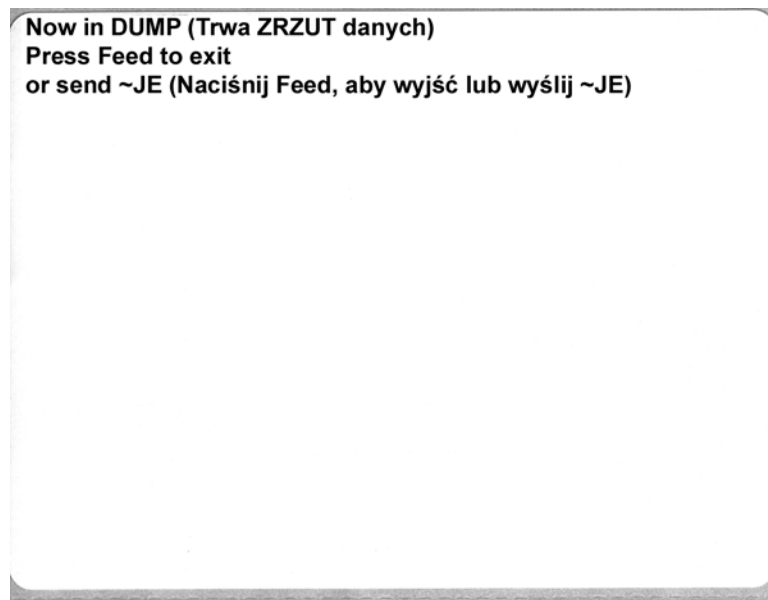 Now in DUMP (Trwa ZRZUT danych)
Press Feed to exit
or send ~JE (Naciśnij Feed, aby wyjść lub wyślij ~JE)